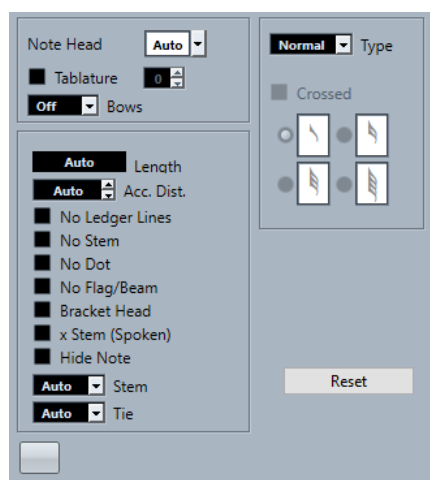 Note Head Auto
Tablature 0
Off Bows
Auto Length
Auto Acc. Dist.
No Ledger Lines
No Stem
No Dot
No Flag/Beam
Bracket Head
x Stem (Spoken)
Hide Note
Auto Stem
Auto Tie
Normal Type
Crossed
Reset